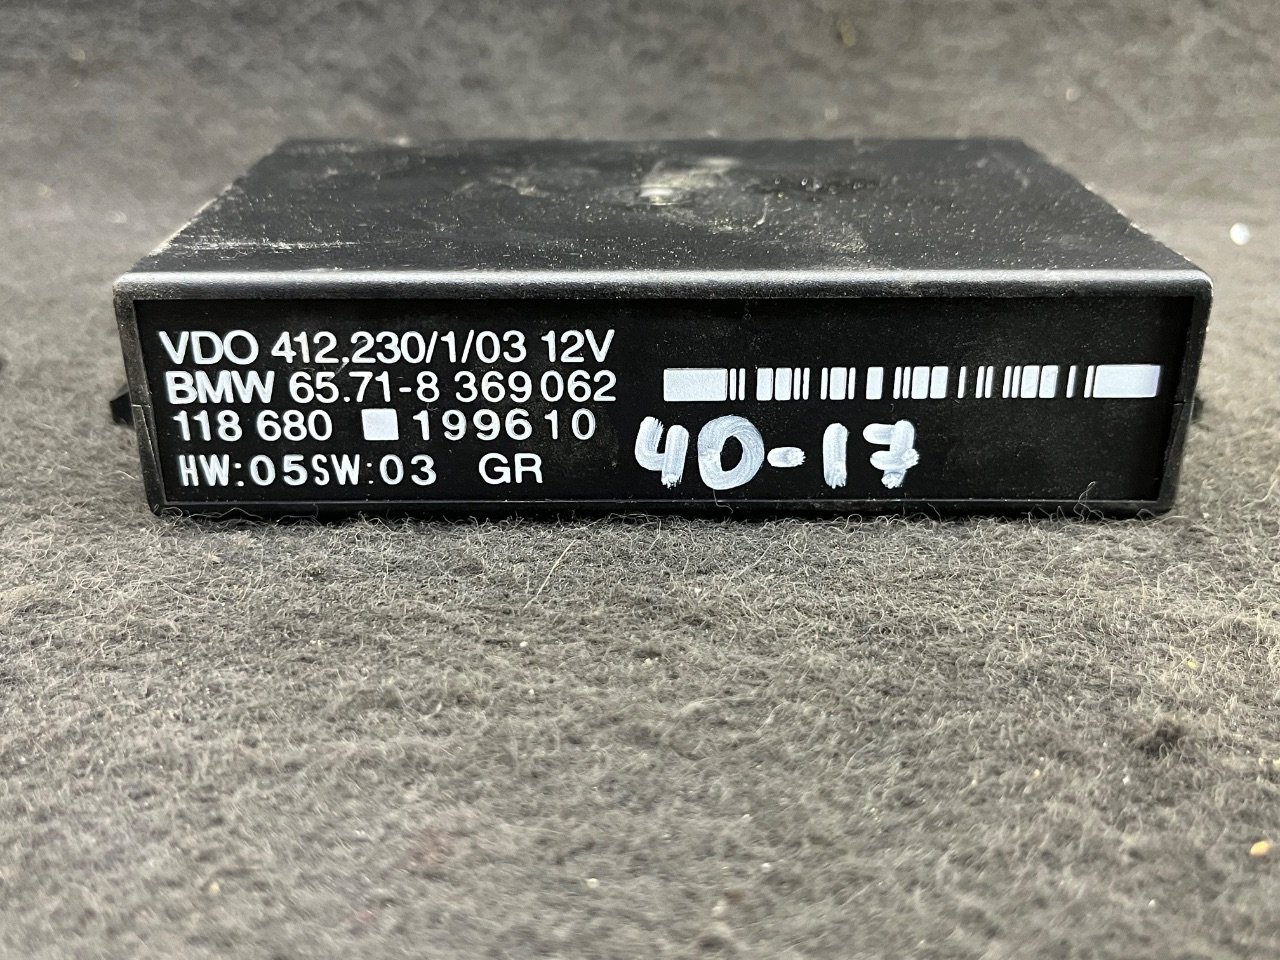 VDO 412.230/1/03 12V
BMW 65.71-8 369 062
118 680 199610
HW:05SW:03 GR
40-17